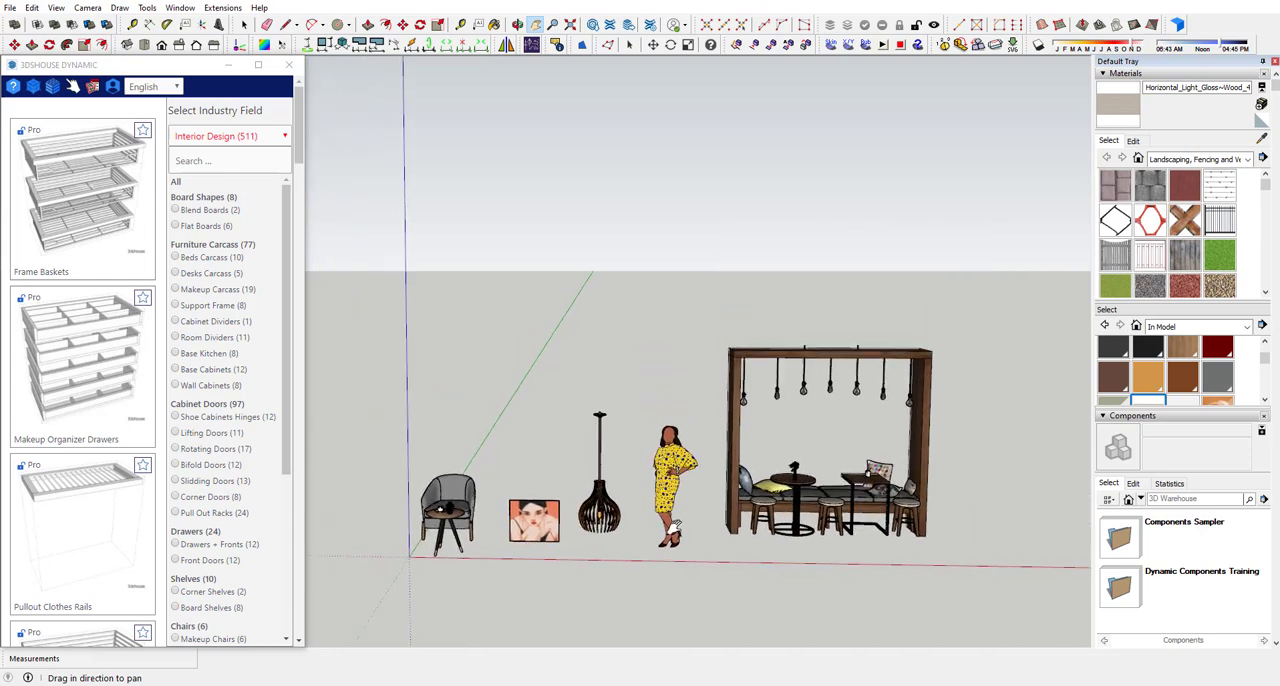 File Edit View Camera Draw Tools Window Extensions Help
J F M A M J J A S O N D 06:43 AM Noon 04:45 PM
3DSHOUSE DYNAMIC
English
Select Industry Field
Pro
Interior Design (511)
Search ...
All
Board Shapes (8)
Blend Boards (2)
Flat Boards (6)
Furniture Carcass (77)
Beds Carcass (10)
Frame Baskets
Desks Carcass (5)
Makeup Carcass (19)
Pro
Support Frame (8)
Cabinet Dividers (1)
Room Dividers (11)
Base Kitchen (8)
Base Cabinets (12)
Wall Cabinets (8)
Cabinet Doors (97)
Shoe Cabinets Hinges (12)
Lifting Doors (11)
Makeup Organizer Drawers
Rotating Doors (17)
Bifold Doors (12)
Pro
Slidding Doors (13)
Corner Doors (8)
Pull Out Racks (24)
Drawers (24)
Drawers + Fronts (12)
Front Doors (12)
Shelves (10)
Corner Shelves (2)
Board Shelves (8)
Pullout Clothes Rails
Chairs (6)
Pro
Makeup Chairs (6)
Default Tray
Materials
Horizontal_Light_Gloss~Wood_4
Select Edit
Landscaping, Fencing and Ve
Select
In Model
Components
Select Edit Statistics
3D Warehouse
Components Sampler
Dynamic Components Training
Components
Measurements
Drag in direction to pan